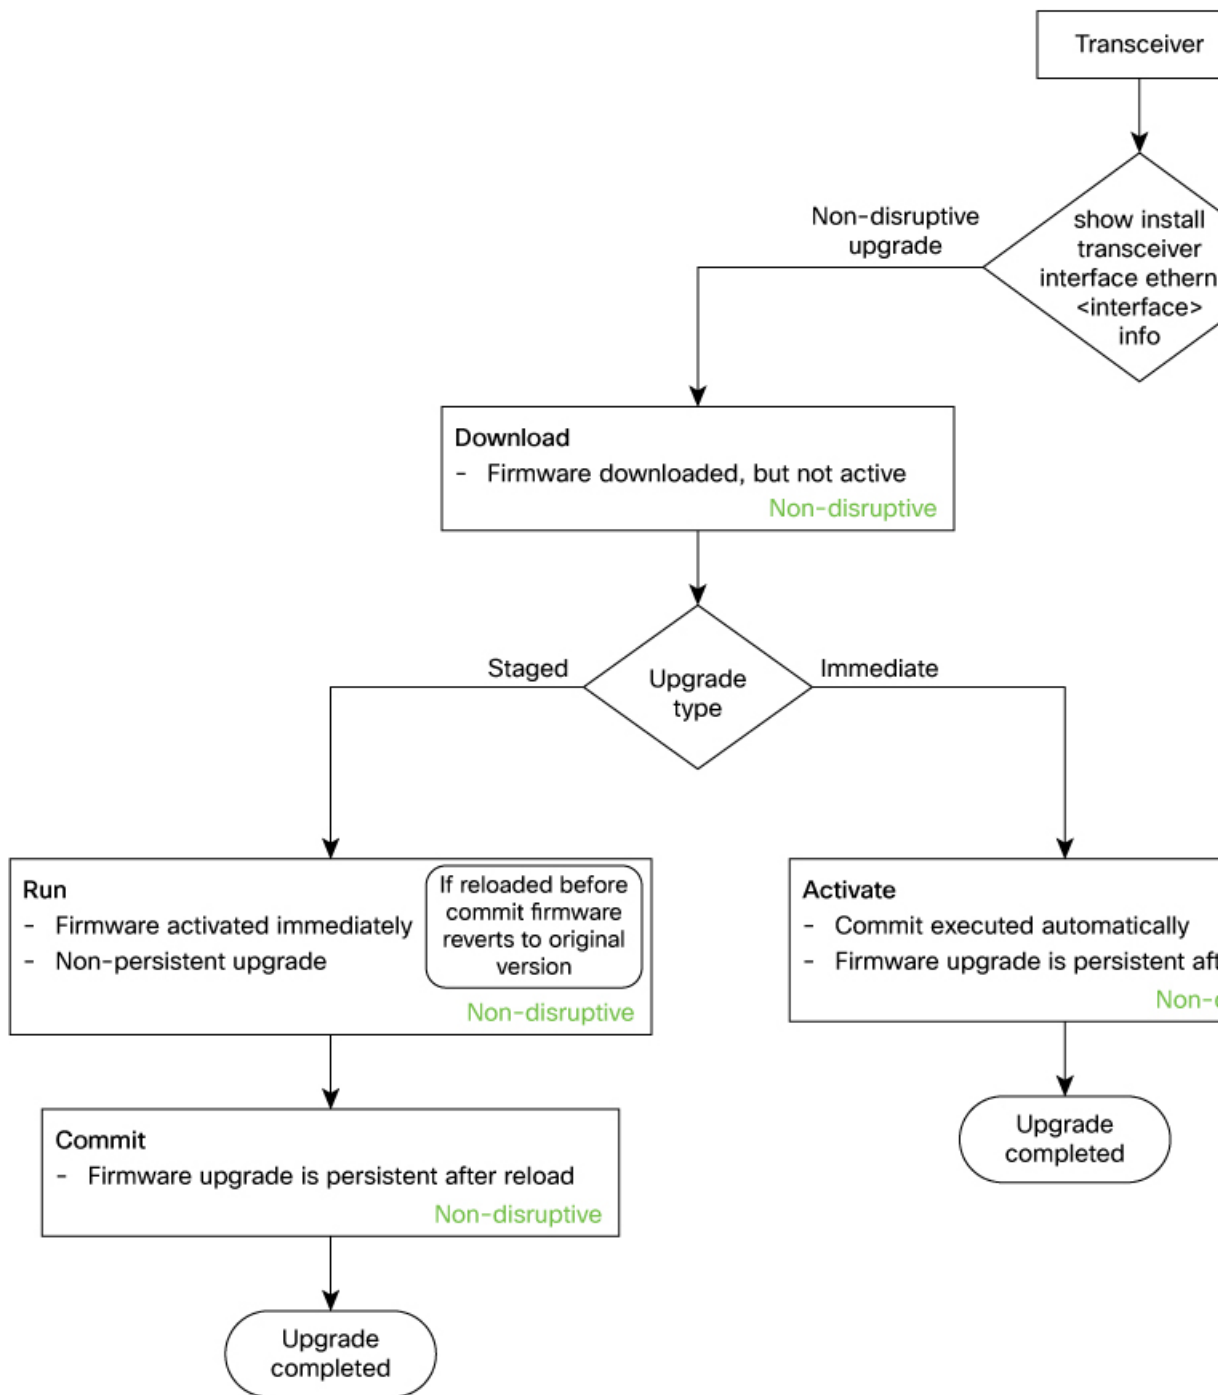 Transceiver
Non-disruptive
upgrade
show install
transceiver
interface ethern
<interface>
info
Download
- Firmware downloaded, but not active
Non-disruptive
Staged
Upgrade
type
Immediate
Run
- Firmware activated immediately
- Non-persistent upgrade
If reloaded before
commit firmware
reverts to original
version
Non-disruptive
Activate
- Commit executed automatically
- Firmware upgrade is persistent aft
Non-d
Commit
- Firmware upgrade is persistent after reload
Non-disruptive
Upgrade
completed
Upgrade
completed